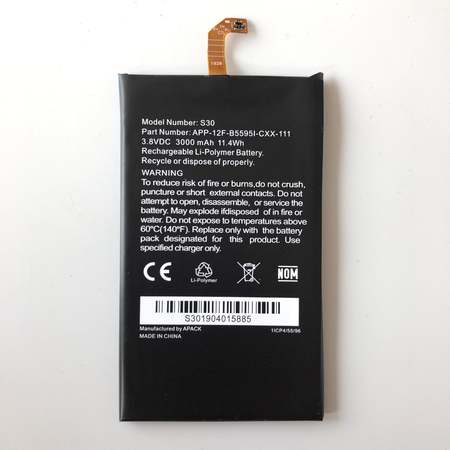 1838
Model Number: S30
Part Number: APP-12F-B5595I-CXX-111
3.8VDC 3000 mAh 11.4Wh
Rechargeable Li-Polymer Battery.
Recycle or dispose of properly.
WARNING
To reduce risk of fire or burns,do not crush,
puncture or short external contacts. Do not
attempt to open, disassemble, or service the
battery. May explode ifdisposed of in fire or
water. Do not expose to temperatures above
60℃(140℉). Replace only with the battery
pack designated for this product. Use
specified charger only.
CE
Li-Polymer
NOM
S301904015885
Manufactured by APACK
MADE IN CHINA
1ICP4/55/96